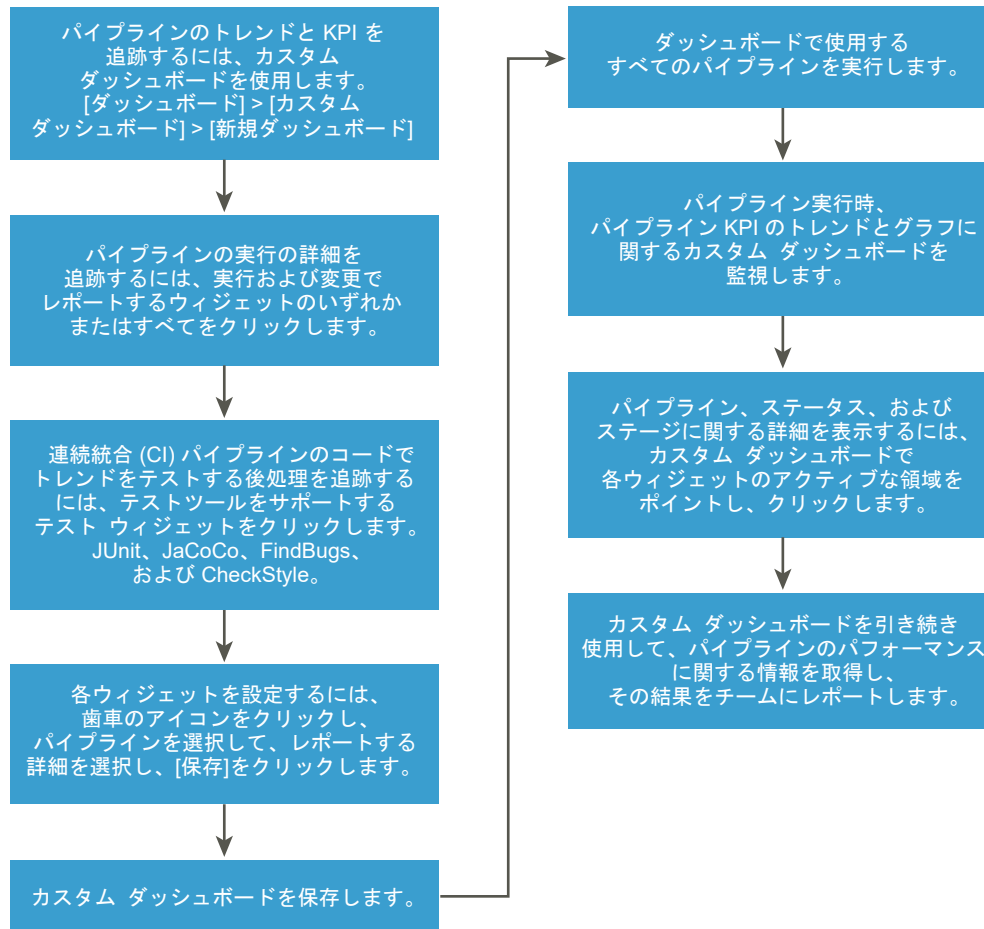 パイプラインのトレンドと KPI を
追跡するには、カスタム
ダッシュボードを使用します。
[ダッシュボード] > [カスタム
ダッシュボード] > [新規ダッシュボード]
パイプラインの実行の詳細を
追跡するには、実行および変更で
レポートするウィジェットのいずれか
またはすべてをクリックします。
連続統合 (CI) パイプラインのコードで
トレンドをテストする後処理を追跡する
には、テストツールをサポートする
テスト ウィジェットをクリックします。
JUnit、JaCoCo、FindBugs、
および CheckStyle。
各ウィジェットを設定するには、
歯車のアイコンをクリックし、
パイプラインを選択して、レポートする
詳細を選択し、[保存]をクリックします。
カスタム ダッシュボードを保存します。
ダッシュボードで使用する
すべてのパイプラインを実行します。
パイプライン実行時、
パイプライン KPI のトレンドとグラフに
関するカスタム ダッシュボードを
監視します。
パイプライン、ステータス、および
ステージに関する詳細を表示するには、
カスタム ダッシュボードで
各ウィジェットのアクティブな領域を
ポイントし、クリックします。
カスタム ダッシュボードを引き続き
使用して、パイプラインのパフォーマンス
に関する情報を取得し、
その結果をチームにレポートします。